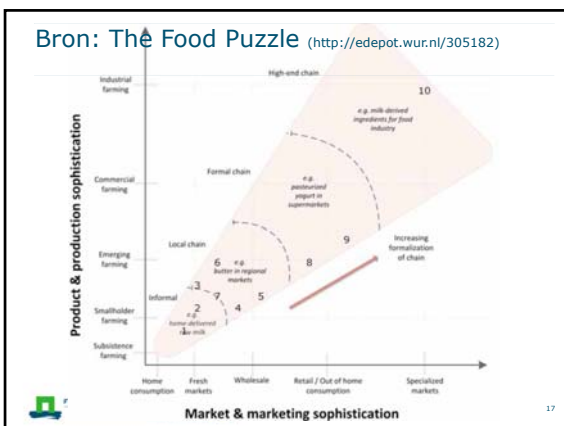 Bron: The Food Puzzle (http://edepot.wur.nl/305182)
Product & production sophistication
Industrial
farming
Commercial
farming
Emerging
farming
Smallholder
farming
Subsistence
farming
High-end chain
10
e.g. milk-derived
ingredients for food
industry
Formal chain
e.g.
pasteurized
yogurt in
supermarkets
9
Increasing
formalization
of chain
Local chain
6
e.g.
butter in regional
markets
8
3
7
5
Informal
2
4
e.g.
home-delivered
raw milk
1
Home
consumption
Fresh
markets
Wholesale
Retail / Out of home
consumption
Specialized
markets
Market & marketing sophistication
17